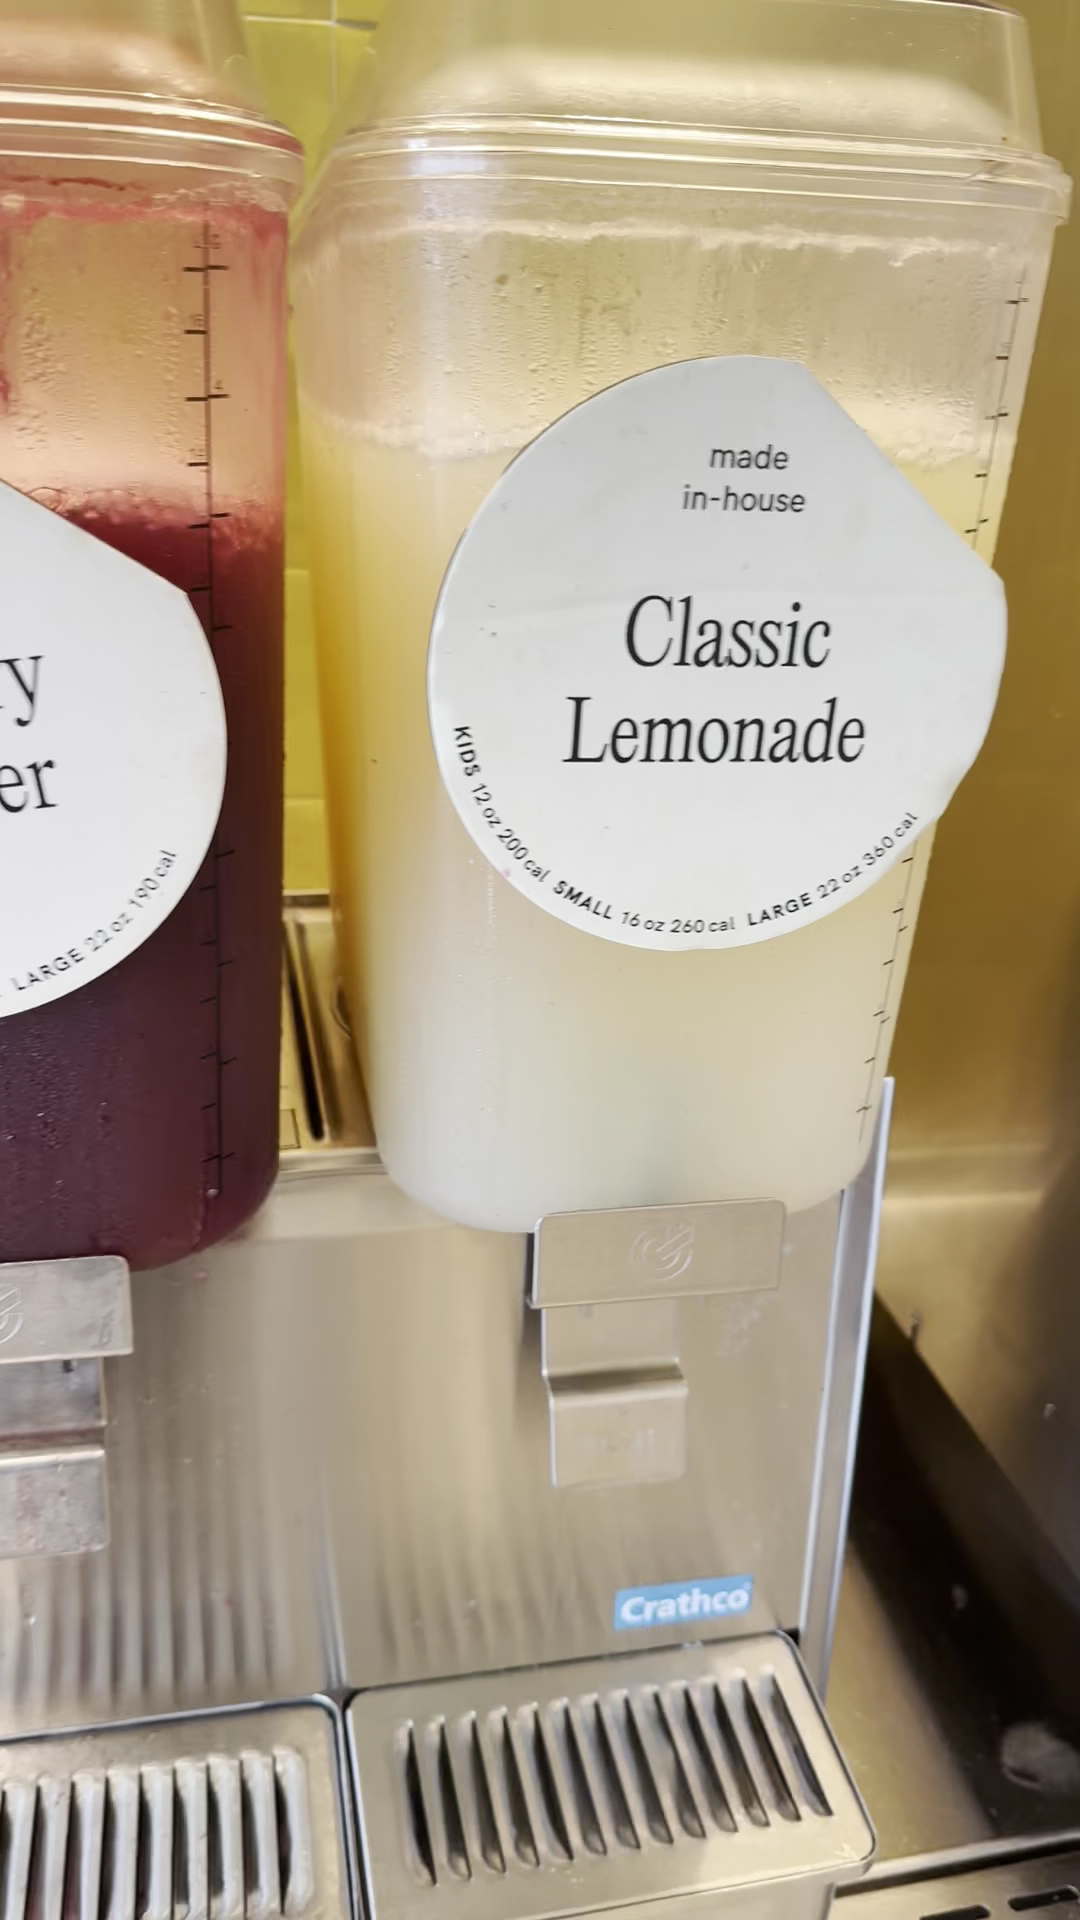 made
in-house
Classic
Lemonade
KIDS 12 oz 200 cal SMALL 16 oz 260 cal LARGE 22 oz 360 cal
ry
er
LARGE 22 oz 190 cal
Crathco